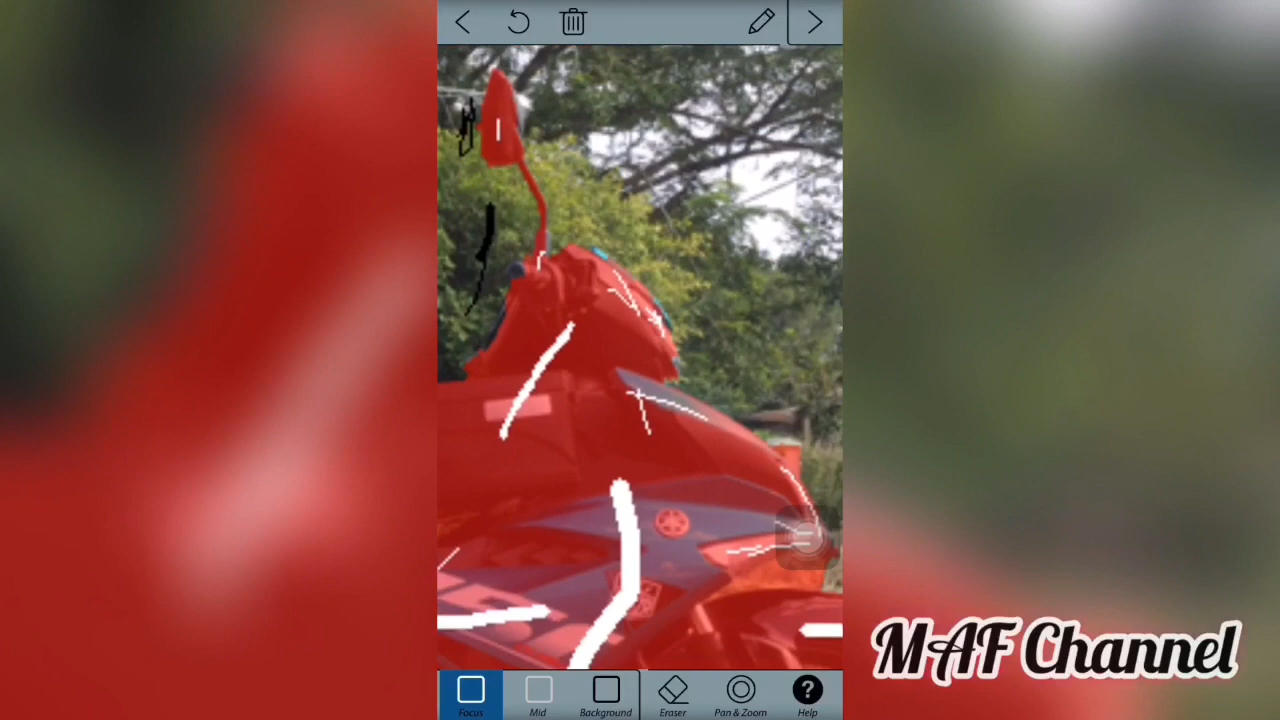 MAF Channel
Focus
Mid
Background
Eraser
Pan & Zoom
?
Help